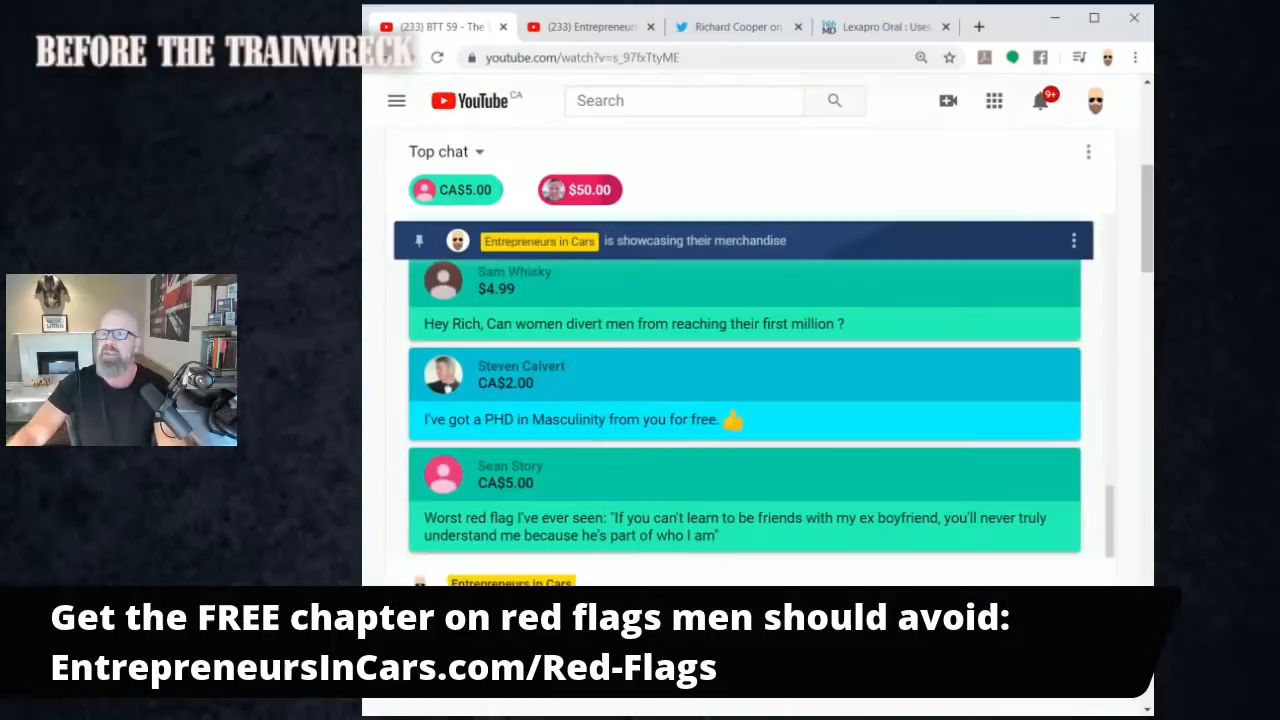 BEFORE THE TRAINWRECK
(233) BTT 59 - The
(233) Entrepreneur
Richard Cooper on
Lexapro Oral : Uses
youtube.com/watch?v=s_97fxTtyME
YouTube CA
Search
9+
Top chat
CA$5.00
$50.00
Entrepreneurs in Cars is showcasing their merchandise
Sam Whisky
$4.99
Hey Rich, Can women divert men from reaching their first million ?
Steven Calvert
CA$2.00
I've got a PHD in Masculinity from you for free.
Sean Story
CA$5.00
Worst red flag I've ever seen: "If you can't learn to be friends with my ex boyfriend, you'll never truly
understand me because he's part of who I am"
Entrepreneurs in Cars
Get the FREE chapter on red flags men should avoid:
EntrepreneursInCars.com/Red-Flags